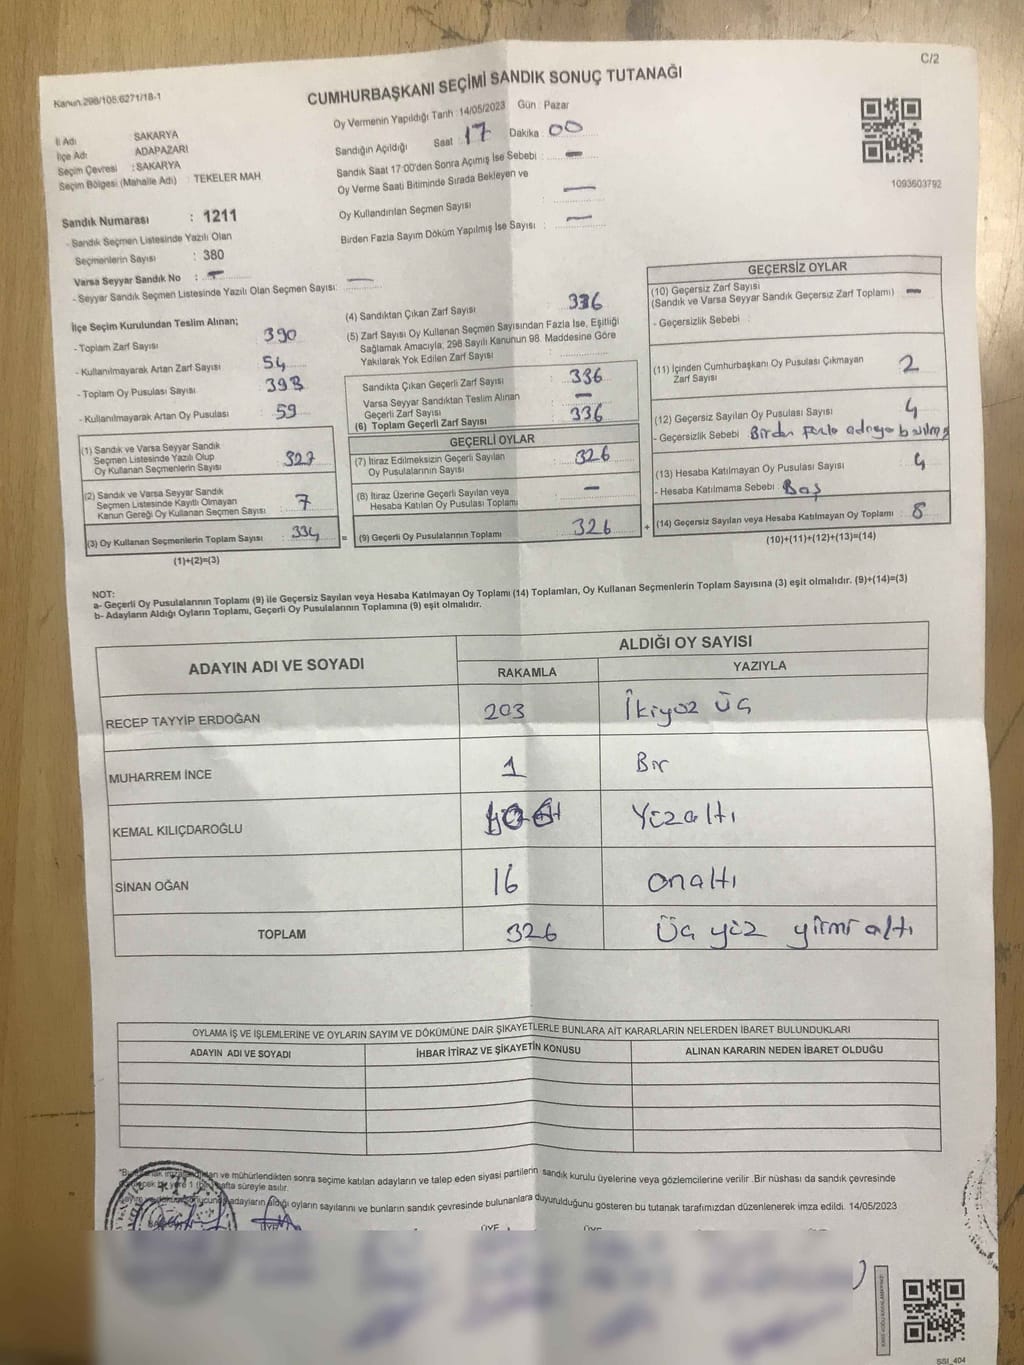 C/2
Kanun:298/105:6271/18-1
CUMHURBAŞKANI SEÇİMİ SANDIK SONUÇ TUTANAĞI
İl Adı SAKARYA
İlçe Adı ADAPAZARI
Seçim Çevresi : SAKARYA
Seçim Bölgesi (Mahalle Adı) : TEKELER MAH
Oy Vermenin Yapıldığı Tarih :14/05/2023 Gün : Pazar
Sandığın Açıldığı Saat : 17 Dakika : 00
Sandık Saat 17:00'den Sonra Açılmış İse Sebebi : —
Oy Verme Saati Bitiminde Sırada Bekleyen ve
Oy Kullandırılan Seçmen Sayısı —
Birden Fazla Sayım Döküm Yapılmış İse Sayısı : —
1093603792
Sandık Numarası : 1211
- Sandık Seçmen Listesinde Yazılı Olan
Seçmenlerin Sayısı : 380
Varsa Seyyar Sandık No : —
- Seyyar Sandık Seçmen Listesinde Yazılı Olan Seçmen Sayısı: —
İlçe Seçim Kurulundan Teslim Alınan;
- Toplam Zarf Sayısı : 390
- Kullanılmayarak Artan Zarf Sayısı : 54
- Toplam Oy Pusulası Sayısı : 393
- Kullanılmayarak Artan Oy Pusulası : 59
(1) Sandık ve Varsa Seyyar Sandık
Seçmen Listesinde Yazılı Olup
Oy Kullanan Seçmenlerin Sayısı : 327
(2) Sandık ve Varsa Seyyar Sandık
Seçmen Listesinde Kayıtlı Olmayan
Kanun Gereği Oy Kullanan Seçmen Sayısı : 7
(3) Oy Kullanan Seçmenlerin Toplam Sayısı : 334
(1)+(2)=(3)
(4) Sandıktan Çıkan Zarf Sayısı : 336
(5) Zarf Sayısı Oy Kullanan Seçmen Sayısından Fazla İse, Eşitliği
Sağlamak Amacıyla; 298 Sayılı Kanunun 98. Maddesine Göre
Yakılarak Yok Edilen Zarf Sayısı :
Sandıkta Çıkan Geçerli Zarf Sayısı : 336
Varsa Seyyar Sandıktan Teslim Alınan
Geçerli Zarf Sayısı : —
(6) Toplam Geçerli Zarf Sayısı : 336
GEÇERLİ OYLAR
(7) İtiraz Edilmeksizin Geçerli Sayılan
Oy Pusulalarının Sayısı : 326
(8) İtiraz Üzerine Geçerli Sayılan veya
Hesaba Katılan Oy Pusulası Toplamı : —
= (9) Geçerli Oy Pusulalarının Toplamı : 326
GEÇERSİZ OYLAR
(10) Geçersiz Zarf Sayısı
(Sandık ve Varsa Seyyar Sandık Geçersiz Zarf Toplamı) : —
- Geçersizlik Sebebi :
(11) İçinden Cumhurbaşkanı Oy Pusulası Çıkmayan
Zarf Sayısı : 2
(12) Geçersiz Sayılan Oy Pusulası Sayısı : 4
- Geçersizlik Sebebi : Birden fazla adaya basılmış
(13) Hesaba Katılmayan Oy Pusulası Sayısı : 4
- Hesaba Katılmama Sebebi : Boş
+ (14) Geçersiz Sayılan veya Hesaba Katılmayan Oy Toplamı : 8
(10)+(11)+(12)+(13)=(14)
NOT:
a- Geçerli Oy Pusulalarının Toplamı (9) ile Geçersiz Sayılan veya Hesaba Katılmayan Oy Toplamı (14) Toplamları, Oy Kullanan Seçmenlerin Toplam Sayısına (3) eşit olmalıdır. (9)+(14)=(3)
b- Adayların Aldığı Oyların Toplamı, Geçerli Oy Pusulalarının Toplamına (9) eşit olmalıdır.
ADAYIN ADI VE SOYADI
ALDIĞI OY SAYISI
RAKAMLA YAZIYLA
RECEP TAYYİP ERDOĞAN 203 İkiyüz üç
MUHARREM İNCE 1 Bir
KEMAL KILIÇDAROĞLU 106 Yüzaltı
SİNAN OĞAN 16 onaltı
TOPLAM 326 Üç yüz yirmi altı
OYLAMA İŞ VE İŞLEMLERİNE VE OYLARIN SAYIM VE DÖKÜMÜNE DAİR ŞİKAYETLERLE BUNLARA AİT KARARLARIN NELERDEN İBARET BULUNDUKLARI
ADAYIN ADI VE SOYADI İHBAR İTİRAZ VE ŞİKAYETİN KONUSU ALINAN KARARIN NEDEN İBARET OLDUĞU
ve mühürlendikten sonra seçime katılan adayların ve talep eden siyasi partilerin sandık kurulu üyelerine veya gözlemcilerine verilir. Bir nüshası da sandık çevresinde
yere 1 hafta süreyle asılır.
adayların aldığı oyların sayılarını ve bunların sandık çevresinde bulunanlara duyurulduğunu gösteren bu tutanak tarafımızdan düzenlenerek imza edildi. 14/05/2023
ÜYE
SSI_404